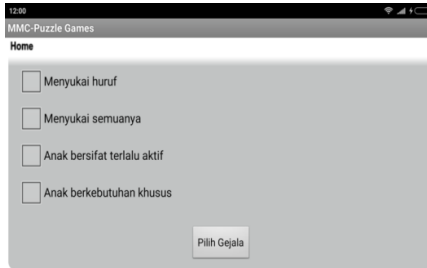 12:00
MMC-Puzzle Games
Home
Menyukai huruf
Menyukai semuanya
Anak bersifat terlalu aktif
Anak berkebutuhan khusus
Pilih Gejala